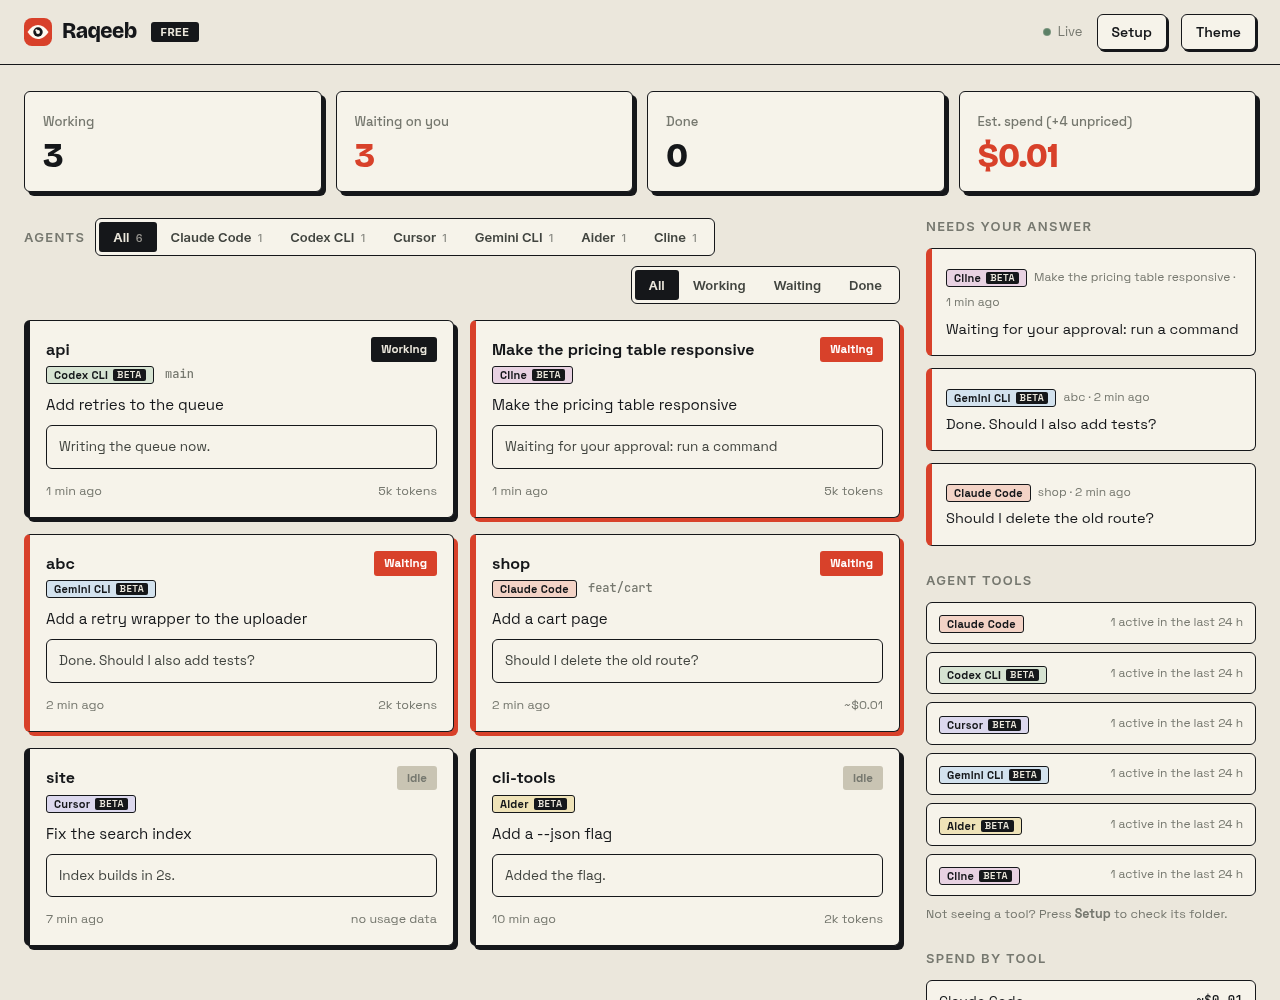 Raqeeb FREE
Live
Setup
Theme
Working
3
Waiting on you
3
Done
0
Est. spend (+4 unpriced)
$0.01
AGENTS
All 6
Claude Code 1
Codex CLI 1
Cursor 1
Gemini CLI 1
Aider 1
Cline 1
All
Working
Waiting
Done
api
Working
Codex CLI BETA main
Add retries to the queue
Writing the queue now.
1 min ago
5k tokens
Make the pricing table responsive
Waiting
Cline BETA
Make the pricing table responsive
Waiting for your approval: run a command
1 min ago
5k tokens
abc
Waiting
Gemini CLI BETA
Add a retry wrapper to the uploader
Done. Should I also add tests?
2 min ago
2k tokens
shop
Waiting
Claude Code feat/cart
Add a cart page
Should I delete the old route?
2 min ago
~$0.01
site
Idle
Cursor BETA
Fix the search index
Index builds in 2s.
7 min ago
no usage data
cli-tools
Idle
Aider BETA
Add a --json flag
Added the flag.
10 min ago
2k tokens
NEEDS YOUR ANSWER
Cline BETA Make the pricing table responsive ·
1 min ago
Waiting for your approval: run a command
Gemini CLI BETA abc · 2 min ago
Done. Should I also add tests?
Claude Code shop · 2 min ago
Should I delete the old route?
AGENT TOOLS
Claude Code 1 active in the last 24 h
Codex CLI BETA 1 active in the last 24 h
Cursor BETA 1 active in the last 24 h
Gemini CLI BETA 1 active in the last 24 h
Aider BETA 1 active in the last 24 h
Cline BETA 1 active in the last 24 h
Not seeing a tool? Press Setup to check its folder.
SPEND BY TOOL
Claude Code ~$0.01